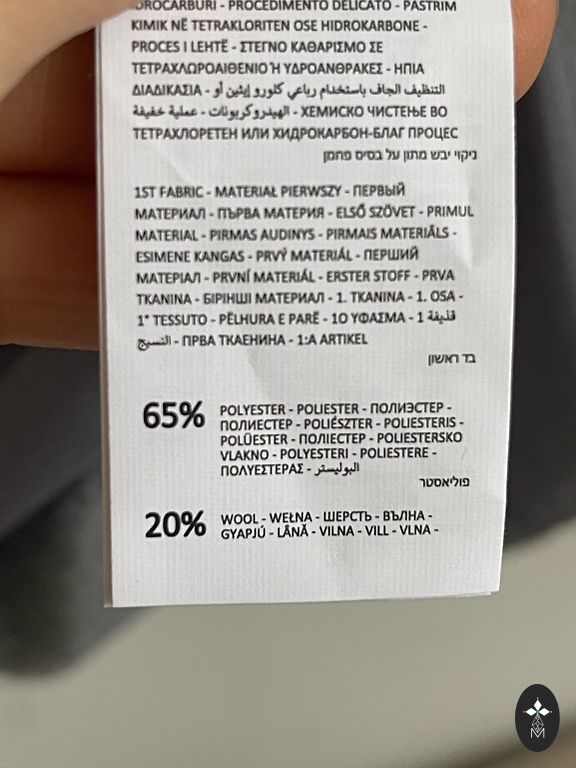 IDROCARBURI - PROCEDIMENTO DELICATO - PASTRIM
KIMIK NË TETRAKLORITEN OSE HIDROKARBONE -
PROCES I LEHTË - ΣΤΕΓΝΟ ΚΑΘΑΡΙΣΜΟ ΣΕ
ΤΕΤΡΑΧΛΩΡΟΑΙΘΕΝΙΟ Ή ΥΔΡΟΑΝΘΡΑΚΕΣ - ΗΠΙΑ
ΔΙΑΔΙΚΑΣΙΑ - التنظيف الجاف باستخدام رباعي كلورو إيثين أو
الهيدروكربونات - عملية خفيفة - ХЕМИСКО ЧИСТЕЊЕ ВО
ТЕТРАХЛОРЕТЕН ИЛИ ХИДРОКАРБОН-БЛАГ ПРОЦЕС
ניקוי יבש מתון על בסיס פחמן
1ST FABRIC - MATERIAŁ PIERWSZY - ПЕРВЫЙ
МАТЕРИАЛ - ПЪРВА МАТЕРИЯ - ELSŐ SZÖVET - PRIMUL
MATERIAL - PIRMAS AUDINYS - PIRMAIS MATERIĀLS -
ESIMENE KANGAS - PRVÝ MATERIÁL - ПЕРШИЙ
МАТЕРІАЛ - PRVNÍ MATERIÁL - ERSTER STOFF - PRVA
TKANINA - БІРІНШІ МАТЕРИАЛ - 1. TKANINA - 1. OSA -
1° TESSUTO - PËLHURA E PARË - 1Ο ΥΦΑΣΜΑ - قذيفة 1
النسيج - ПРВА ТКАЕНИНА - 1:A ARTIKEL
בד ראשון
65% POLYESTER - POLIESTER - ПОЛИЭСТЕР -
ПОЛИЕСТЕР - POLIÉSZTER - POLIESTERIS -
POLÜESTER - ПОЛІЕСТЕР - POLIESTERSKO
VLAKNO - POLYESTERI - POLIESTERE -
ΠΟΛΥΕΣΤΕΡΑΣ - البوليستر
פוליאסטר
20% WOOL - WEŁNA - ШЕРСТЬ - ВЪЛНА -
GYAPJÚ - LÂNĂ - VILNA - VILL - VLNA -
M